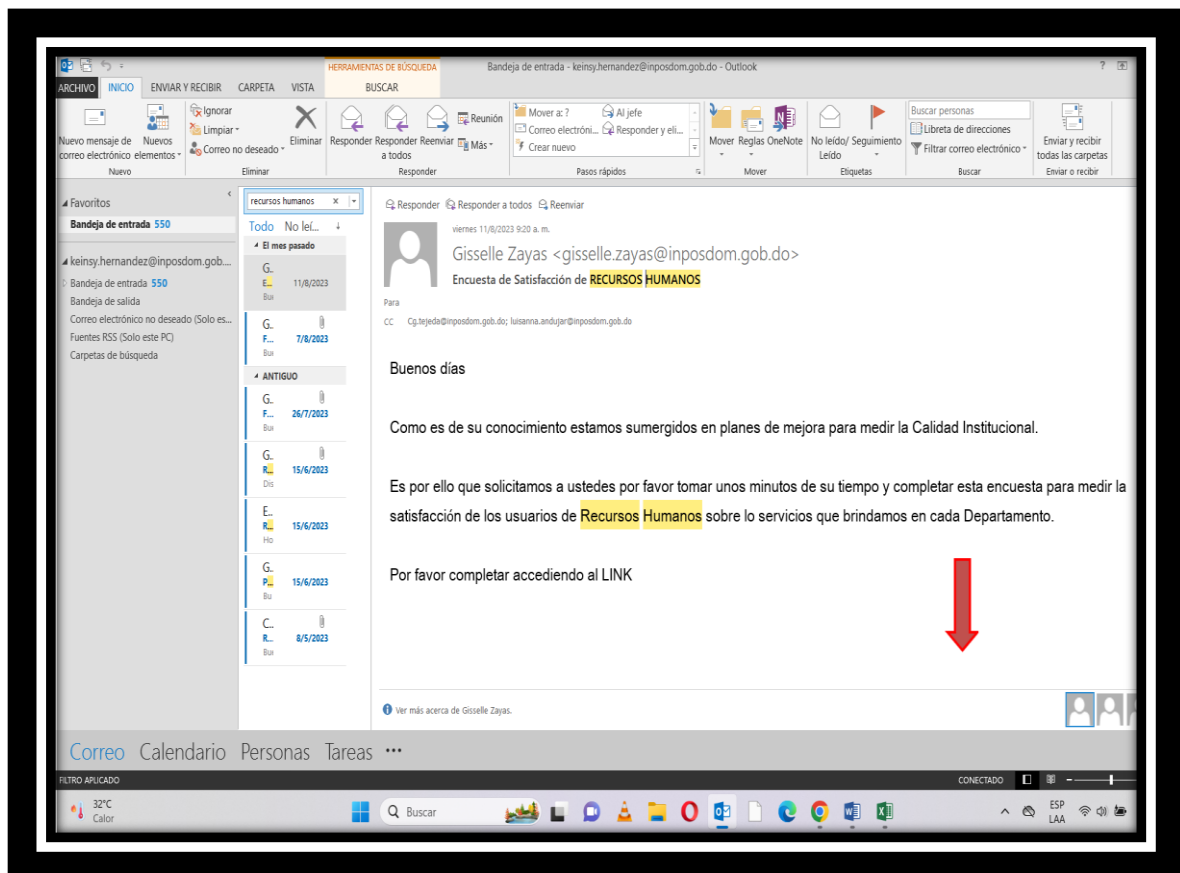 HERRAMIENTAS DE BÚSQUEDA
Bandeja de entrada - keinsy.hernandez@inposdom.gob.do - Outlook
ARCHIVO INICIO ENVIAR Y RECIBIR CARPETA VISTA BUSCAR
Nuevo mensaje de correo electrónico
Nuevos elementos
Nuevo
Ignorar
Limpiar
Correo no deseado
Eliminar
Eliminar
Responder
Responder a todos
Reenviar
Reunión
Más
Responder
Mover a: ?
Correo electróni...
Crear nuevo
Al jefe
Responder y eli...
Pasos rápidos
Mover
Reglas
OneNote
Mover
No leído/ Leído
Seguimiento
Etiquetas
Buscar personas
Libreta de direcciones
Filtrar correo electrónico
Buscar
Enviar y recibir todas las carpetas
Enviar o recibir
Favoritos
Bandeja de entrada 550
keinsy.hernandez@inposdom.gob....
Bandeja de entrada 550
Bandeja de salida
Correo electrónico no deseado (Solo es...
Fuentes RSS (Solo este PC)
Carpetas de búsqueda
recursos humanos x
Todo No leí...
El mes pasado
G...
E... 11/8/2023
Bu
G...
F... 7/8/2023
Bu
ANTIGUO
G...
F... 26/7/2023
Bu
G...
R... 15/6/2023
Dis
E...
R... 15/6/2023
Ho
G...
P... 15/6/2023
Bu
C...
R... 8/5/2023
Bu
Responder Responder a todos Reenviar
viernes 11/8/2023 9:20 a. m.
Gisselle Zayas <gisselle.zayas@inposdom.gob.do>
Encuesta de Satisfacción de RECURSOS HUMANOS
Para
CC Cg.tejeda@inposdom.gob.do; luisanna.andujar@inposdom.gob.do
Buenos días
Como es de su conocimiento estamos sumergidos en planes de mejora para medir la Calidad Institucional.
Es por ello que solicitamos a ustedes por favor tomar unos minutos de su tiempo y completar esta encuesta para medir la
satisfacción de los usuarios de Recursos Humanos sobre lo servicios que brindamos en cada Departamento.
Por favor completar accediendo al LINK
Ver más acerca de Gisselle Zayas.
Correo Calendario Personas Tareas ...
FILTRO APLICADO
CONECTADO
32°C
Calor
Buscar
ESP
LAA